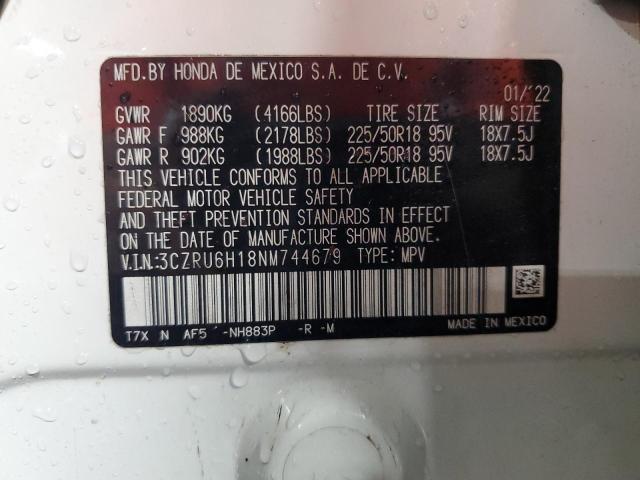 MFD.BY HONDA DE MEXICO S.A. DE C.V.
01/'22
GVWR 1890KG (4166LBS) TIRE SIZE RIM SIZE
GAWR F 988KG (2178LBS) 225/50R18 95V 18X7.5J
GAWR R 902KG (1988LBS) 225/50R18 95V 18X7.5J
THIS VEHICLE CONFORMS TO ALL APPLICABLE
FEDERAL MOTOR VEHICLE SAFETY
AND THEFT PREVENTION STANDARDS IN EFFECT
ON THE DATE OF MANUFACTURE SHOWN ABOVE.
V.I.N:3CZRU6H18NM744679 TYPE: MPV
T7X N AF5 -NH883P -R -M
MADE IN MEXICO